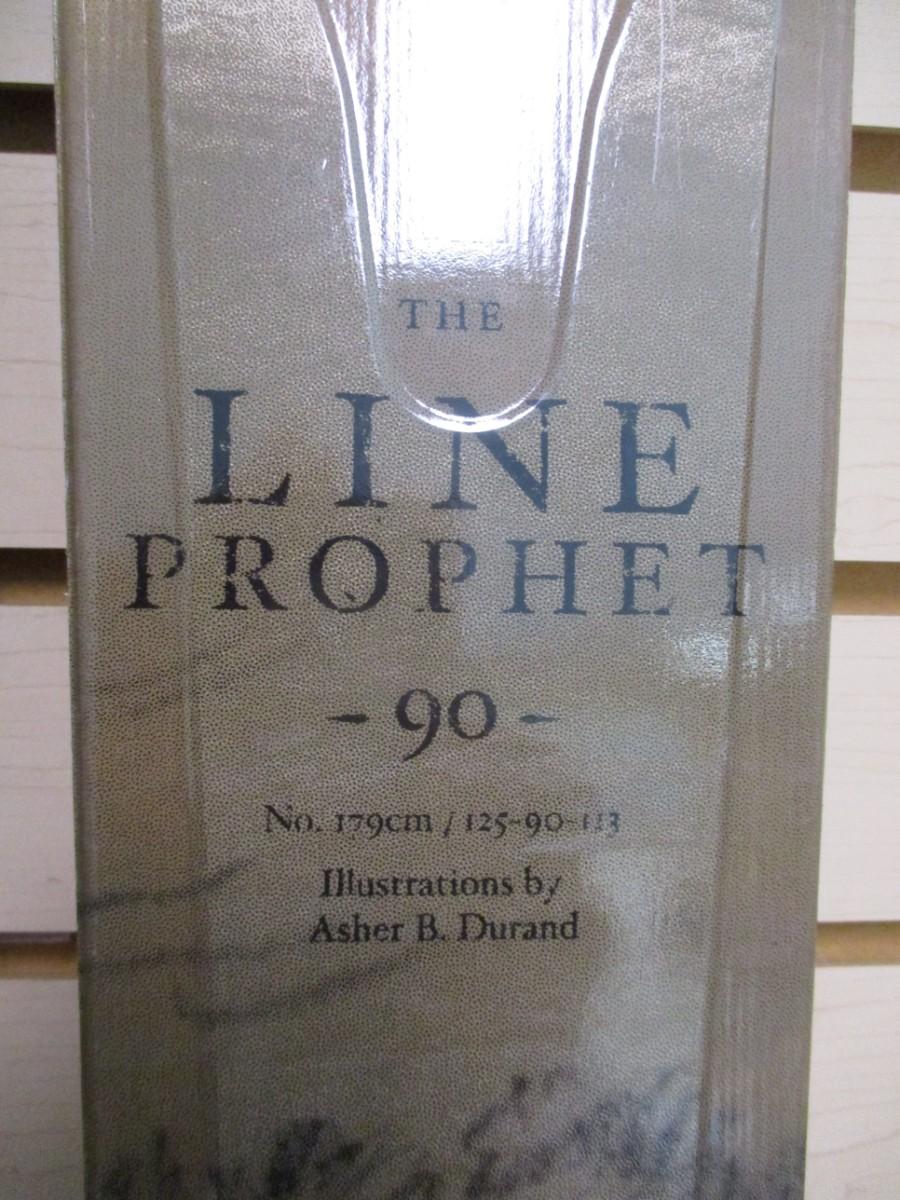 THE
LINE
PROPHET
- 90 -
No. 179cm / 125-90-113
Illustrations by
Asher B. Durand